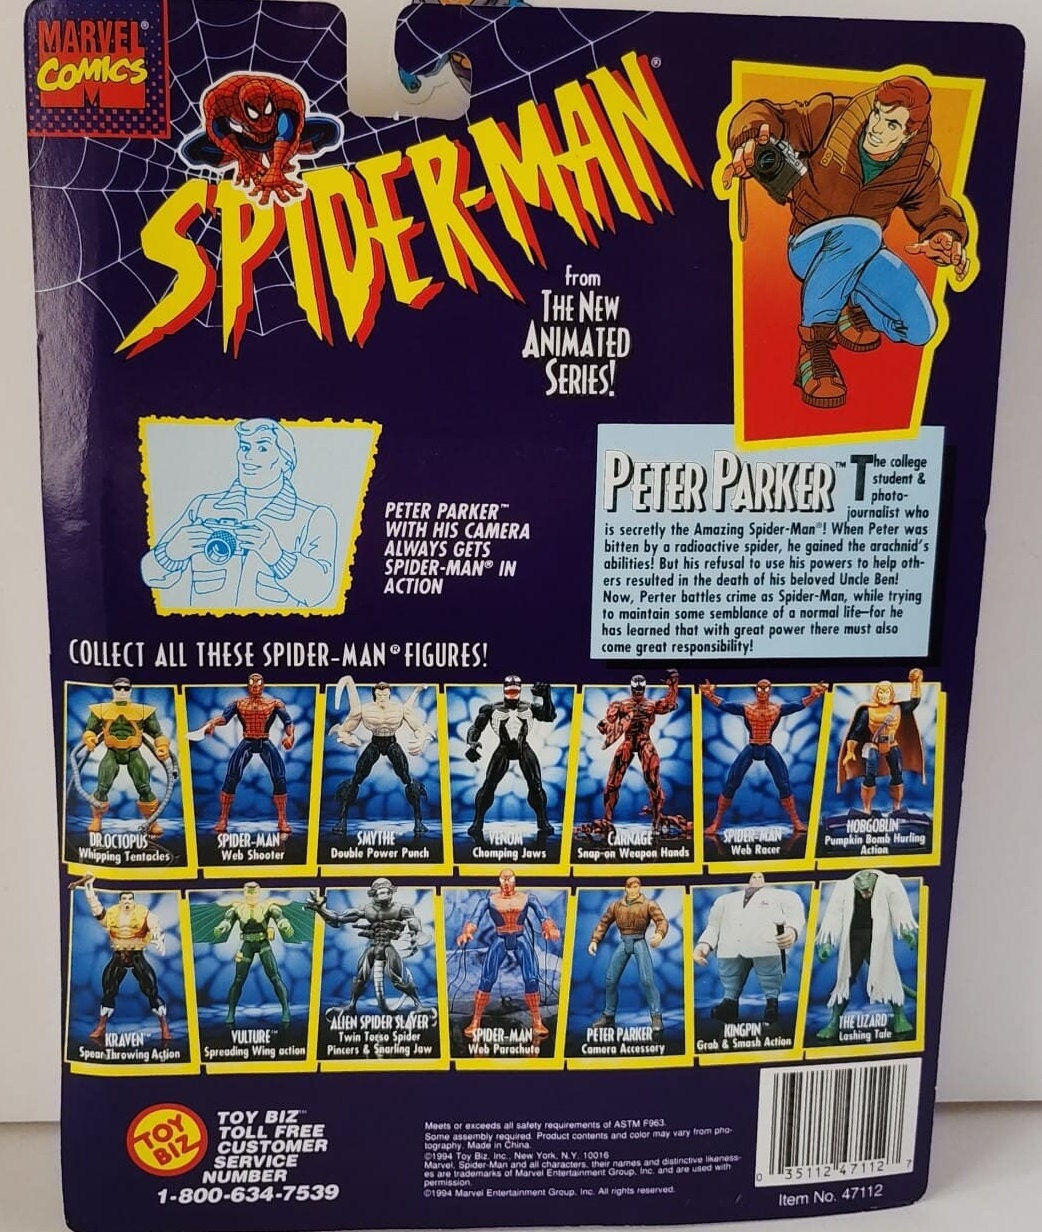 MARVEL®
COMICS
M
SPIDER-MAN®
from
THE NEW
ANIMATED
SERIES!
PETER PARKER™
WITH HIS CAMERA
ALWAYS GETS
SPIDER-MAN® IN
ACTION
PETER PARKER™ The college
student &
photo-
journalist who
is secretly the Amazing Spider-Man®! When Peter was
bitten by a radioactive spider, he gained the arachnid's
abilities! But his refusal to use his powers to help oth-
ers resulted in the death of his beloved Uncle Ben!
Now, Perter battles crime as Spider-Man, while trying
to maintain some semblance of a normal life—for he
has learned that with great power there must also
come great responsibility!
COLLECT ALL THESE SPIDER-MAN® FIGURES!
DR.OCTOPUS™
Whipping Tentacles
SPIDER-MAN
Web Shooter
SMYTHE™
Double Power Punch
VENOM
Chomping Jaws
CARNAGE™
Snap-on Weapon Hands
SPIDER-MAN
Web Racer
HOBGOBLIN™
Pumpkin Bomb Hurling
Action
KRAVEN™
Spear Throwing Action
VULTURE™
Spreading Wing action
ALIEN SPIDER SLAYER™
Twin Torso Spider
Pincers & Snarling Jaw
SPIDER-MAN
Web Parachute
PETER PARKER™
Camera Accessory
KINGPIN™
Grab & Smash Action
THE LIZARD™
Lashing Tale
TOY
BIZ
TOY BIZ™
TOLL FREE
CUSTOMER
SERVICE
NUMBER
1-800-634-7539
Meets or exceeds all safety requirements of ASTM F963.
Some assembly required. Product contents and color may vary from pho-
tography. Made in China.
©1994 Toy Biz, Inc., New York, N.Y. 10016
Marvel, Spider-Man and all characters, their names and distinctive likeness-
es are trademarks of Marvel Entertainment Group, Inc. and are used with
permission.
©1994 Marvel Entertainment Group, Inc. All rights reserved.
0 35112 47112 7
Item No. 47112